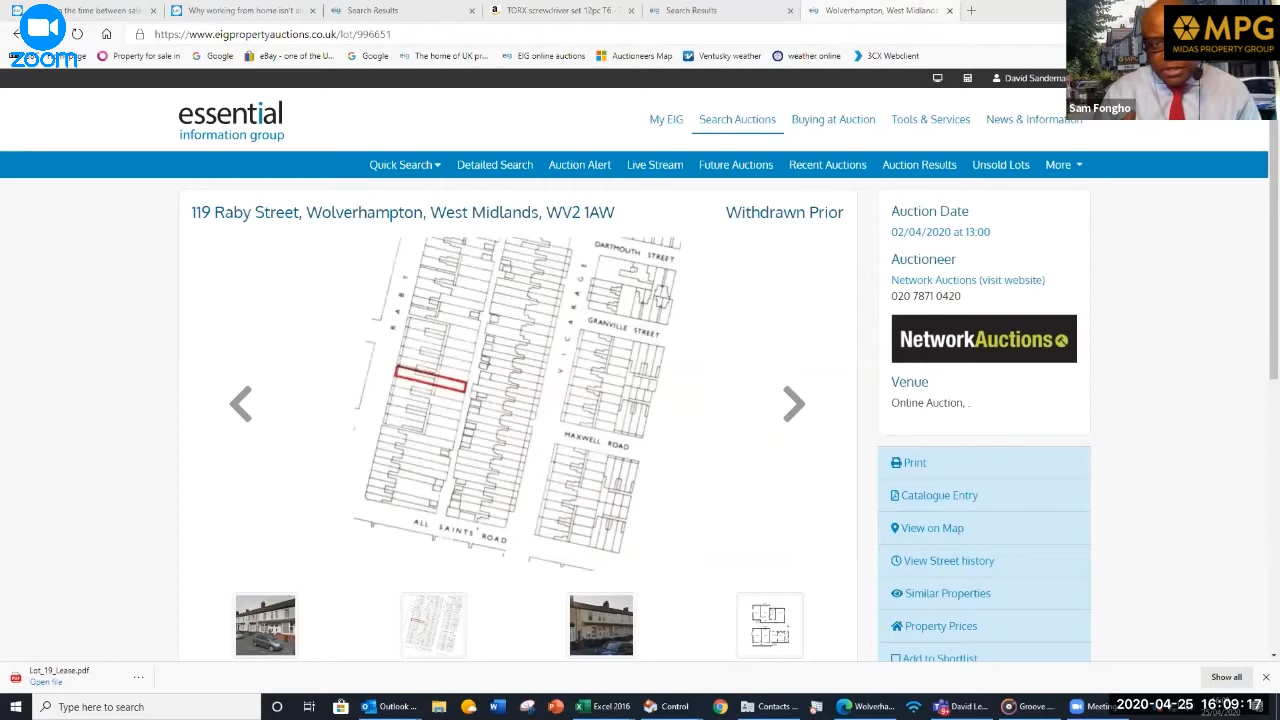 zoom
the time between sale
Why working from home isn't am
Search Results
TORX screwdriver set 12pc T6 -
Search Results
Wolverhampton, West Midlands
https://www.eigpropertyauctions.co.uk/lot/996651
Property for sale in
Google
eBay - one of the U...
Google
The home of UK pr...
EIG online auctions
Auctioneers Map
Ventusky weather
weather online
3CX Webclient
MPG
MIDAS PROPERTY GROUP
Sam Fongho
David Sandema
essential
information group
My EIG
Search Auctions
Buying at Auction
Tools & Services
News & Information
Quick Search
Detailed Search
Auction Alert
Live Stream
Future Auctions
Recent Auctions
Auction Results
Unsold Lots
More
119 Raby Street, Wolverhampton, West Midlands, WV2 1AW
Withdrawn Prior
DARTMOUTH STREET
RABY
VICARAGE
GRANVILLE STREET
MAXWELL ROAD
ALL SAINTS ROAD
Auction Date
02/04/2020 at 13:00
Auctioneer
Network Auctions (visit website)
020 7871 0420
NetworkAuctions
Venue
Online Auction, .
Print
Catalogue Entry
View on Map
View Street history
Similar Properties
Property Prices
Add to Shortlist
Lot_19_Lease.pdf
Open file
Show all
Type here to search
Outlook ...
Excel 2016
Control
Contacts ...
Wolverha...
David Le...
Groove ...
Meeting
2020-04-25 16:09:17